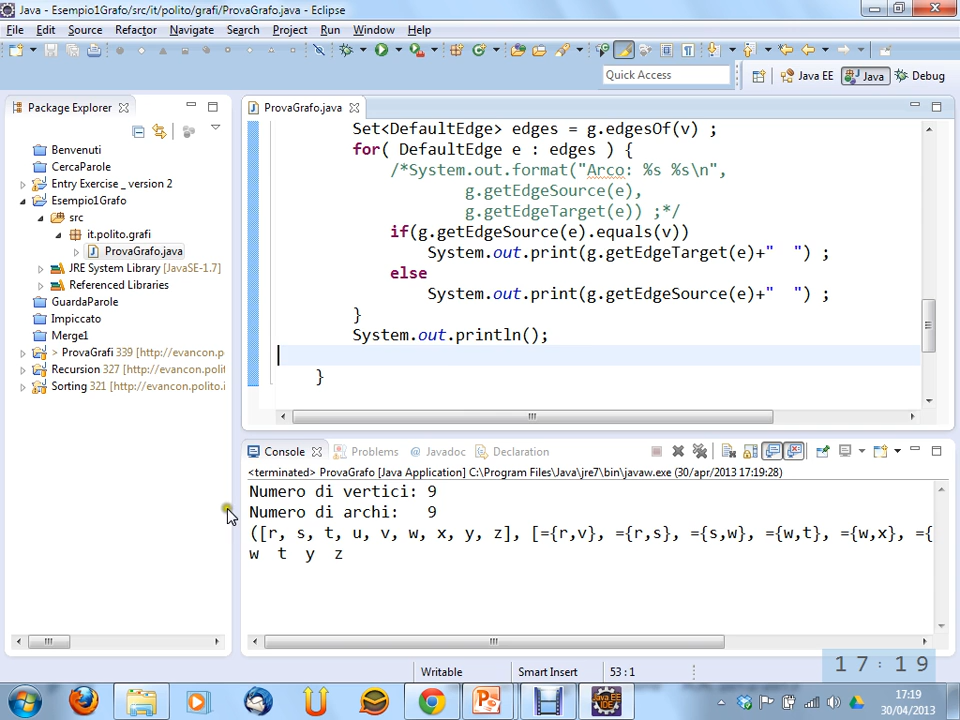 Java - Esempio1Grafo/src/it/polito/grafi/ProvaGrafo.java - Eclipse
File Edit Source Refactor Navigate Search Project Run Window Help
Quick Access
Java EE Java Debug
Package Explorer
ProvaGrafo.java
Benvenuti
CercaParole
Entry Exercise _ version 2
Esempio1Grafo
src
it.polito.grafi
ProvaGrafo.java
JRE System Library [JavaSE-1.7]
Referenced Libraries
GuardaParole
Impiccato
Merge1
> ProvaGrafi 339 [http://evancon.p
Recursion 327 [http://evancon.polit
Sorting 321 [http://evancon.polito.i
Set<DefaultEdge> edges = g.edgesOf(v) ;
for( DefaultEdge e : edges ) {
/*System.out.format("Arco: %s %s\n",
g.getEdgeSource(e),
g.getEdgeTarget(e)) ;*/
if(g.getEdgeSource(e).equals(v))
System.out.print(g.getEdgeTarget(e)+"  ") ;
else
System.out.print(g.getEdgeSource(e)+"  ") ;
}
System.out.println();
}
Console Problems @ Javadoc Declaration
<terminated> ProvaGrafo [Java Application] C:\Program Files\Java\jre7\bin\javaw.exe (30/apr/2013 17:19:28)
Numero di vertici: 9
Numero di archi:   9
([r, s, t, u, v, w, x, y, z], [={r,v}, ={r,s}, ={s,w}, ={w,t}, ={w,x}, ={
w  t  y  z
Writable Smart Insert 53 : 1
17:19
17:19
30/04/2013